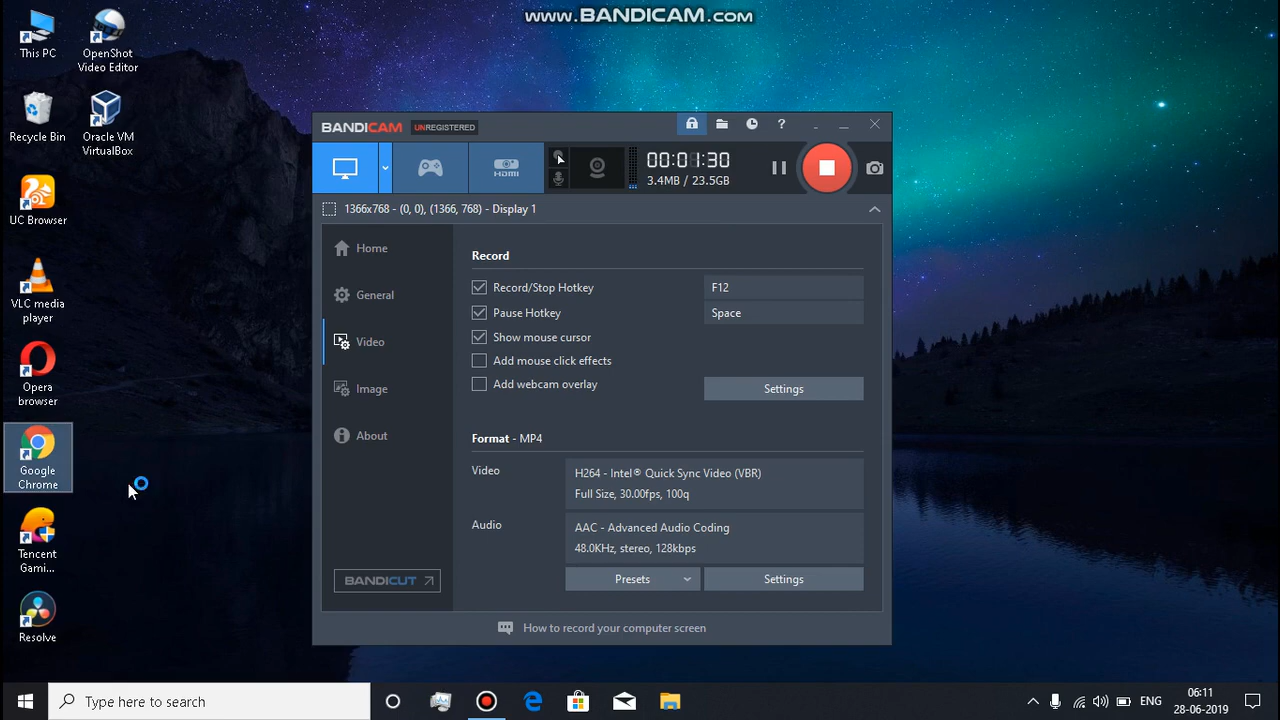 www.BANDICAM.com
This PC
OpenShot
Video Editor
Recycle Bin
Oracle VM
VirtualBox
UC Browser
VLC media
player
Opera
browser
Google
Chrome
Tencent
Gami...
Resolve
BANDICAM UNREGISTERED
?
HDMI
00:01:30
3.4MB / 23.5GB
1366x768 - (0, 0), (1366, 768) - Display 1
Home
General
Video
Image
About
BANDICUT
Record
Record/Stop Hotkey F12
Pause Hotkey Space
Show mouse cursor
Add mouse click effects
Add webcam overlay
Settings
Format - MP4
Video
H264 - Intel® Quick Sync Video (VBR)
Full Size, 30.00fps, 100q
Audio
AAC - Advanced Audio Coding
48.0KHz, stereo, 128kbps
Presets Settings
How to record your computer screen
Type here to search
ENG
06:11
28-06-2019